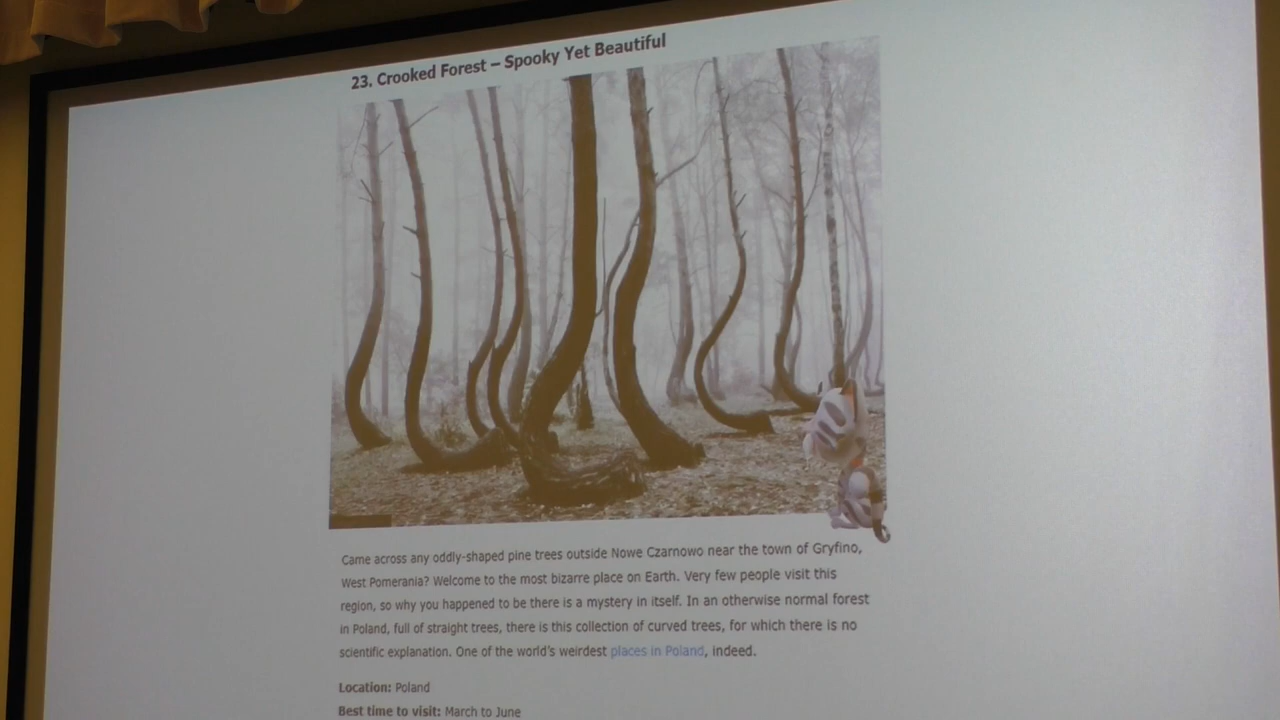 23. Crooked Forest – Spooky Yet Beautiful
Came across any oddly-shaped pine trees outside Nowe Czarnowo near the town of Gryfino,
West Pomerania? Welcome to the most bizarre place on Earth. Very few people visit this
region, so why you happened to be there is a mystery in itself. In an otherwise normal forest
in Poland, full of straight trees, there is this collection of curved trees, for which there is no
scientific explanation. One of the world's weirdest places in Poland, indeed.
Location: Poland
Best time to visit: March to June